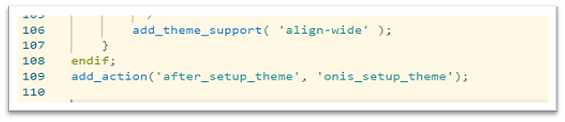 106 add_theme_support( 'align-wide' );
107 }
108 endif;
109 add_action('after_setup_theme', 'onis_setup_theme');
110